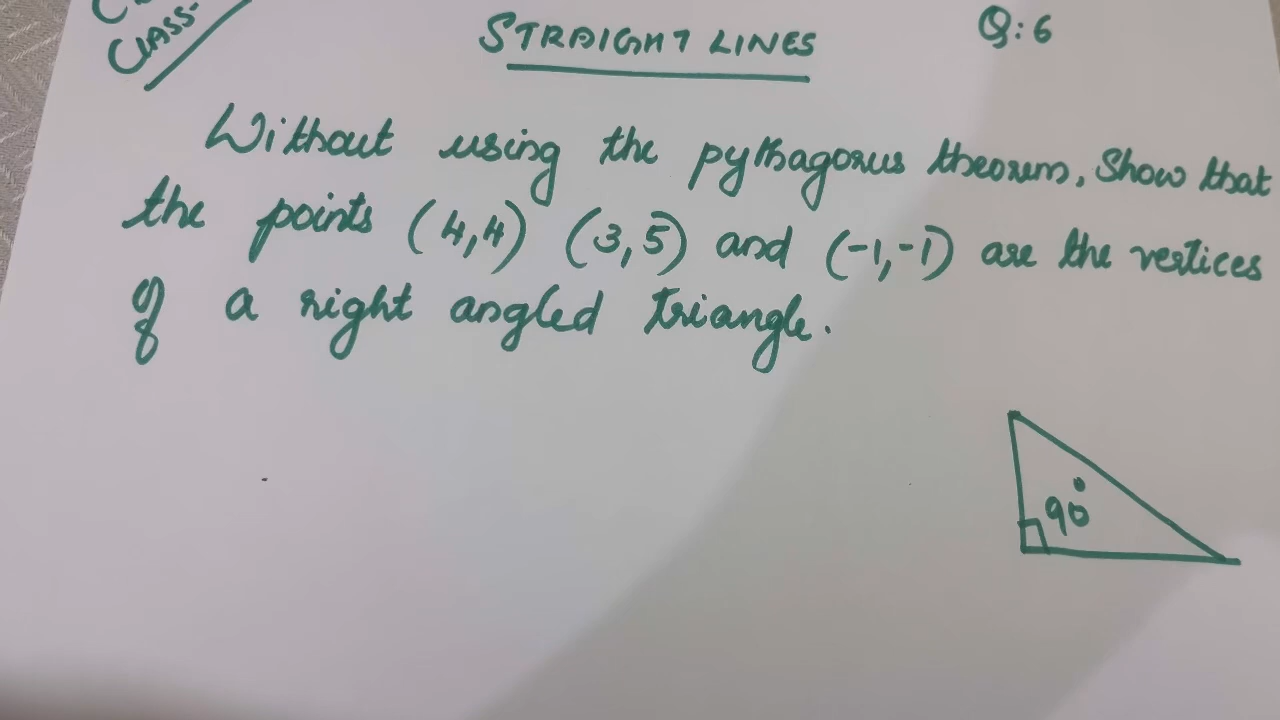 CLASS-
STRAIGHT LINES
Q:6
Without using the pythagorus theorem, Show that
the points (4,4) (3,5) and (-1,-1) are the vertices
of a right angled triangle.
90°